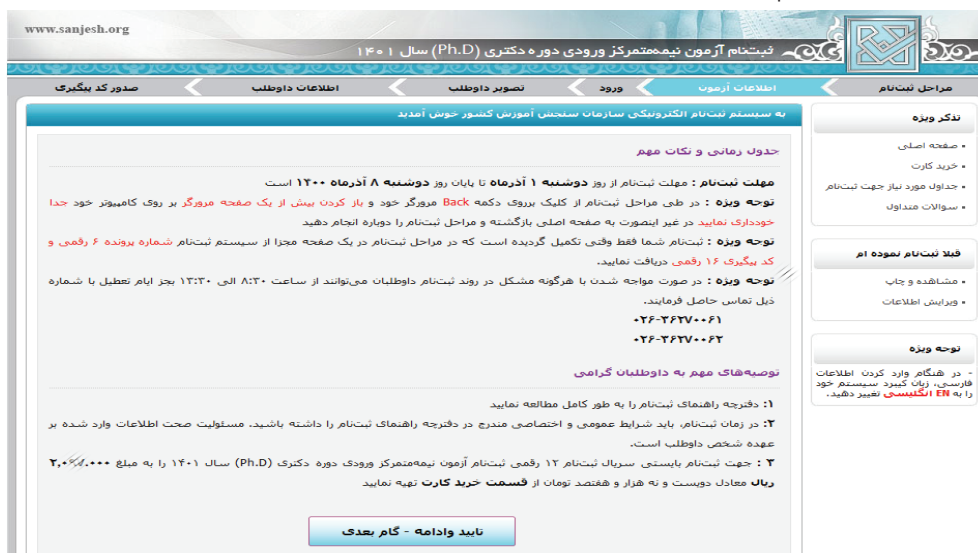 www.sanjesh.org
ثبت‌نام آزمون نیمه‌متمرکز ورودی دوره دکتری (Ph.D) سال ۱۴۰۱
مراحل ثبت‌نام
اطلاعات آزمون
ورود
تصویر داوطلب
اطلاعات داوطلب
صدور کد پیگیری
تذکر ویژه
• صفحه اصلی
• خرید کارت
• جداول مورد نیاز جهت ثبت‌نام
• سوالات متداول
قبلا ثبت‌نام نموده ام
• مشاهده و چاپ
• ویرایش اطلاعات
توجه ویژه
- در هنگام وارد کردن اطلاعات
فارسی، زبان کیبرد سیستم خود
را به EN انگلیسی تغییر دهید.
به سیستم ثبت‌نام الکترونیکی سازمان سنجش آموزش کشور خوش آمدید
جدول زمانی و نکات مهم
مهلت ثبت‌نام : مهلت ثبت‌نام از روز دوشنبه ۱ آذرماه تا پایان روز دوشنبه ۸ آذرماه ۱۴۰۰ است
توجه ویژه : در طی مراحل ثبت‌نام از کلیک برروی دکمه Back مرورگر خود و باز کردن بیش از یک صفحه مرورگر بر روی کامپیوتر خود جدا
خودداری نمایید در غیر اینصورت به صفحه اصلی بازگشته و مراحل ثبت‌نام را دوباره انجام دهید
توجه ویژه : ثبت‌نام شما فقط وقتی تکمیل گردیده است که در مراحل ثبت‌نام در یک صفحه مجزا از سیستم ثبت‌نام شماره پرونده ۶ رقمی و
کد پیگیری ۱۶ رقمی دریافت نمایید.
توجه ویژه : در صورت مواجه شدن با هرگونه مشکل در روند ثبت‌نام داوطلبان می‌توانند از ساعت ۸:۳۰ الی ۱۳:۳۰ بجز ایام تعطیل با شماره
ذیل تماس حاصل فرمایند.
۰۲۶-۳۶۲۷۰۰۶۱
۰۲۶-۳۶۲۷۰۰۶۲
توصیه‌های مهم به داوطلبان گرامی
۱: دفترچه راهنمای ثبت‌نام را به طور کامل مطالعه نمایید
۲: در زمان ثبت‌نام، باید شرایط عمومی و اختصاصی مندرج در دفترچه راهنمای ثبت‌نام را داشته باشید. مسئولیت صحت اطلاعات وارد شده بر
عهده شخص داوطلب است.
۳ : جهت ثبت‌نام بایستی سریال ثبت‌نام ۱۲ رقمی ثبت‌نام آزمون نیمه‌متمرکز ورودی دوره دکتری (Ph.D) سال ۱۴۰۱ را به مبلغ
ریال معادل دویست و نه هزار و هفتصد تومان از قسمت خرید کارت تهیه نمایید
تایید وادامه - گام بعدی